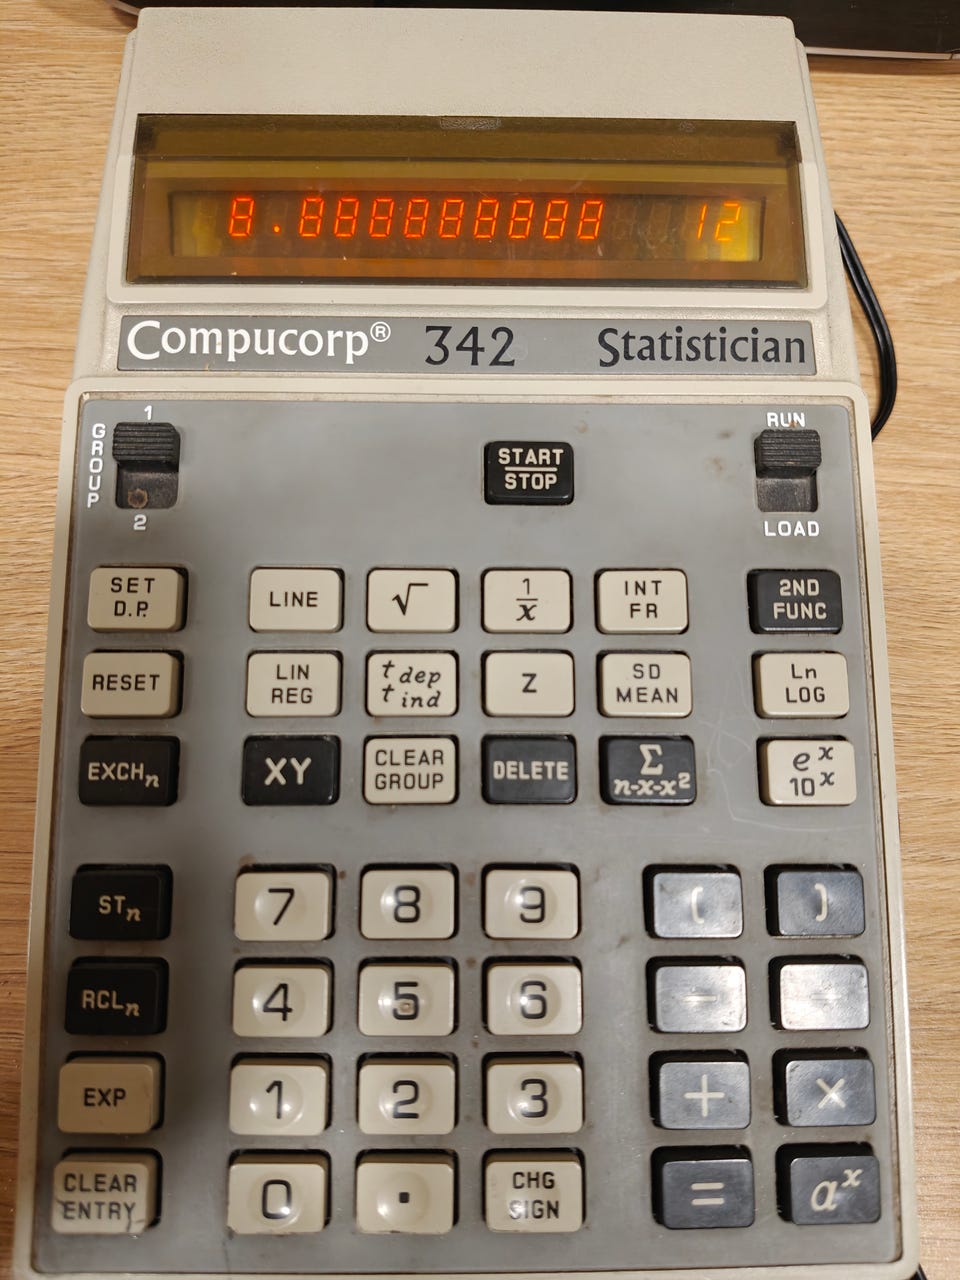 8.888888888 12
Compucorp® 342 Statistician
GROUP
1
2
START
STOP
RUN
LOAD
SET
D.P.
LINE
√
1
x
INT
FR
2ND
FUNC
RESET
LIN
REG
t dep
t ind
Z
SD
MEAN
Ln
LOG
EXCHn
XY
CLEAR
GROUP
DELETE
Σ
n-x-x²
eˣ
10ˣ
STn
7
8
9
(
)
RCLn
4
5
6
EXP
1
2
3
+
×
CLEAR
ENTRY
0
.
CHG
SIGN
=
aˣ